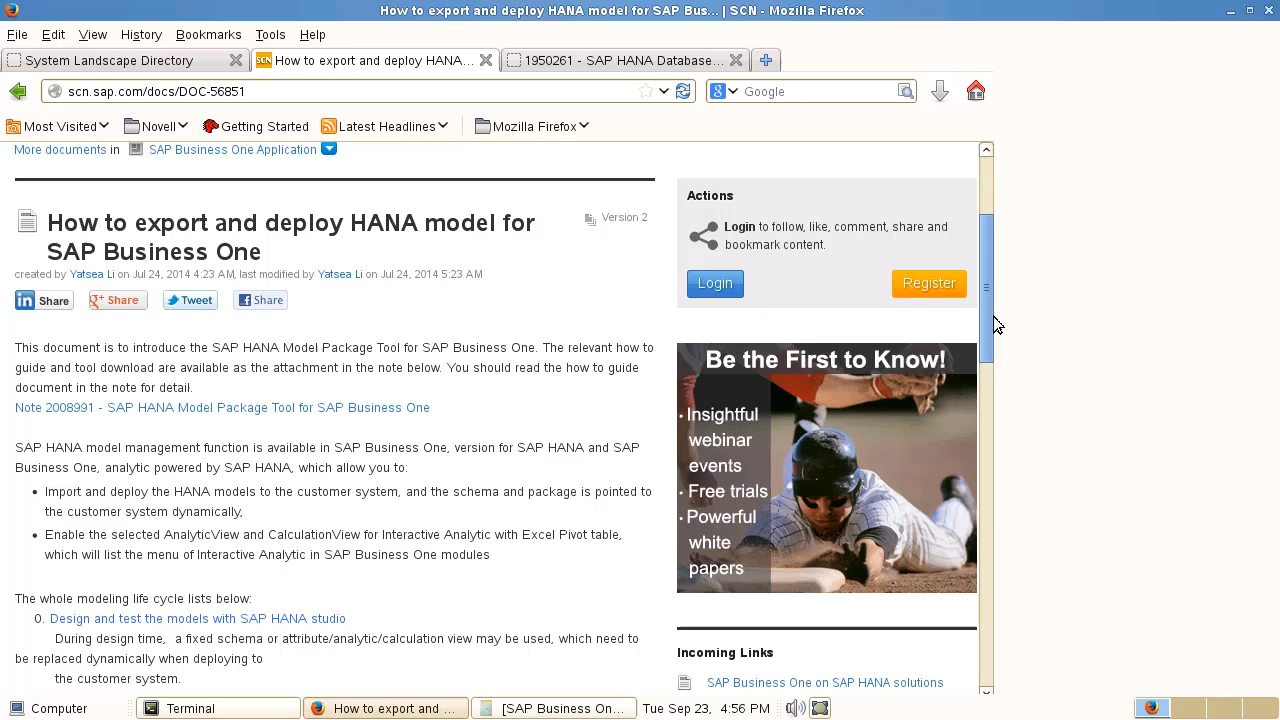 How to export and deploy HANA model for SAP Bus... | SCN - Mozilla Firefox
File Edit View History Bookmarks Tools Help
System Landscape Directory
SCN How to export and deploy HANA...
1950261 - SAP HANA Database...
scn.sap.com/docs/DOC-56851
Google
Most Visited Novell Getting Started Latest Headlines Mozilla Firefox
More documents in SAP Business One Application
How to export and deploy HANA model for
SAP Business One
Version 2
created by Yatsea Li on Jul 24, 2014 4:23 AM, last modified by Yatsea Li on Jul 24, 2014 5:23 AM
Share Share Tweet Share
This document is to introduce the SAP HANA Model Package Tool for SAP Business One. The relevant how to
guide and tool download are available as the attachment in the note below. You should read the how to guide
document in the note for detail.
Note 2008991 - SAP HANA Model Package Tool for SAP Business One
SAP HANA model management function is available in SAP Business One, version for SAP HANA and SAP
Business One, analytic powered by SAP HANA, which allow you to:
• Import and deploy the HANA models to the customer system, and the schema and package is pointed to
the customer system dynamically,
• Enable the selected AnalyticView and CalculationView for Interactive Analytic with Excel Pivot table,
which will list the menu of Interactive Analytic in SAP Business One modules
The whole modeling life cycle lists below:
0. Design and test the models with SAP HANA studio
During design time, a fixed schema or attribute/analytic/calculation view may be used, which need to
be replaced dynamically when deploying to
the customer system.
Actions
Login to follow, like, comment, share and
bookmark content.
Login Register
Be the First to Know!
• Insightful
webinar
events
• Free trials
• Powerful
white
papers
Incoming Links
SAP Business One on SAP HANA solutions
Computer Terminal How to export and ... [SAP Business On... Tue Sep 23, 4:56 PM